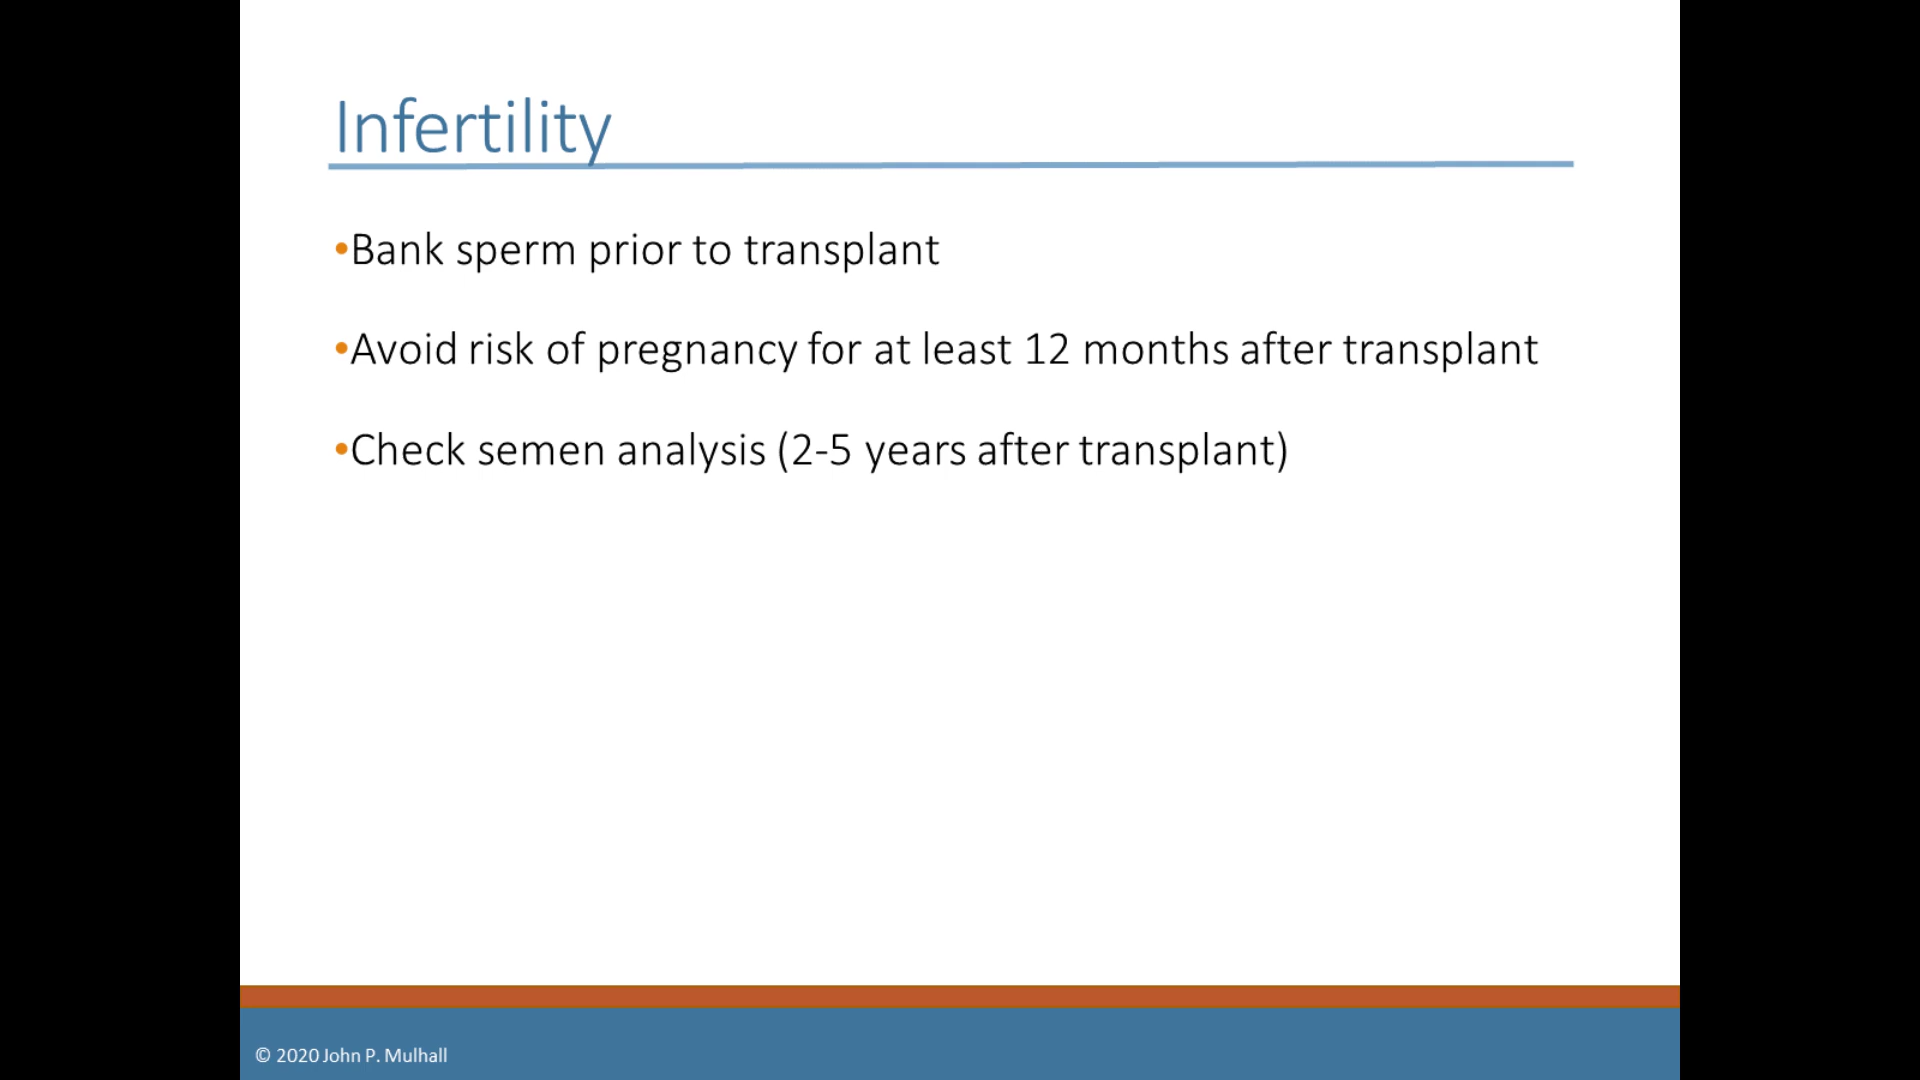 Infertility
•Bank sperm prior to transplant
•Avoid risk of pregnancy for at least 12 months after transplant
•Check semen analysis (2-5 years after transplant)
© 2020 John P. Mulhall